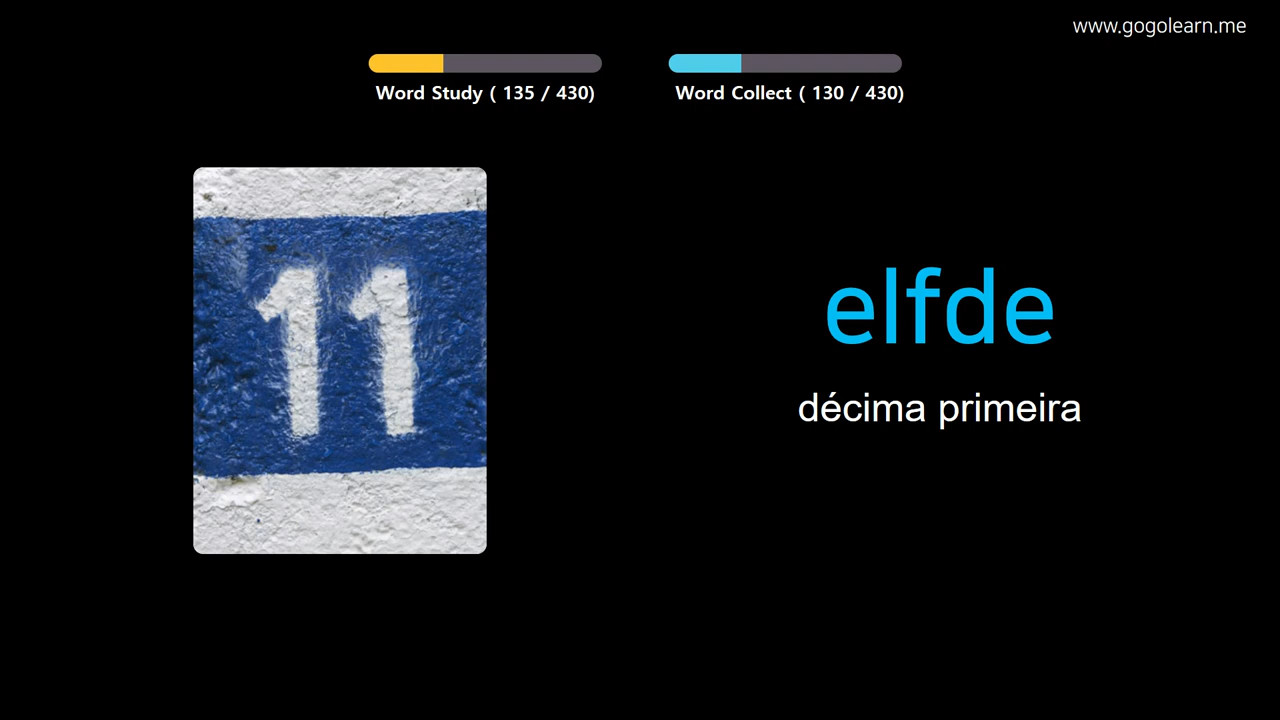 www.gogolearn.me
Word Study ( 135 / 430)
Word Collect ( 130 / 430)
11
elfde
décima primeira